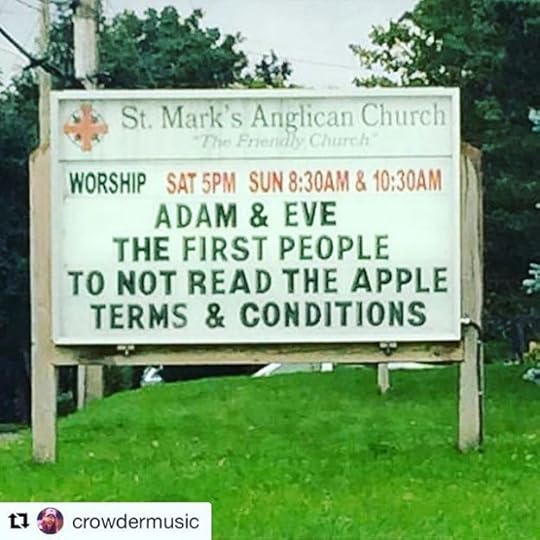 St. Mark's Anglican Church
"The Friendly Church"
WORSHIP SAT 5PM SUN 8:30AM & 10:30AM
ADAM & EVE
THE FIRST PEOPLE
TO NOT READ THE APPLE
TERMS & CONDITIONS
crowdermusic